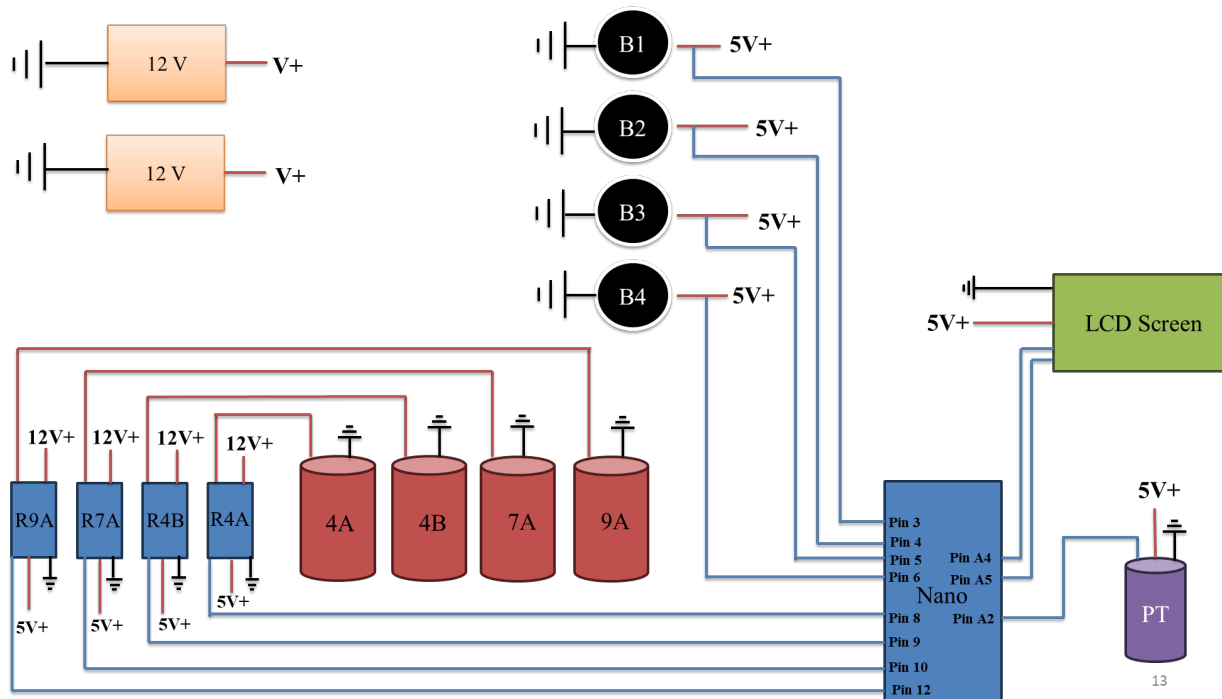 12 V
V+
12 V
V+
B1
5V+
B2
5V+
B3
5V+
B4
5V+
LCD Screen
5V+
12V+
12V+
12V+
12V+
R9A
R7A
R4B
R4A
4A
4B
7A
9A
5V+
5V+
5V+
5V+
Pin 3
Pin 4
Pin 5
Pin 6
Nano
Pin 8
Pin 9
Pin 10
Pin 12
Pin A4
Pin A5
Pin A2
5V+
PT
13